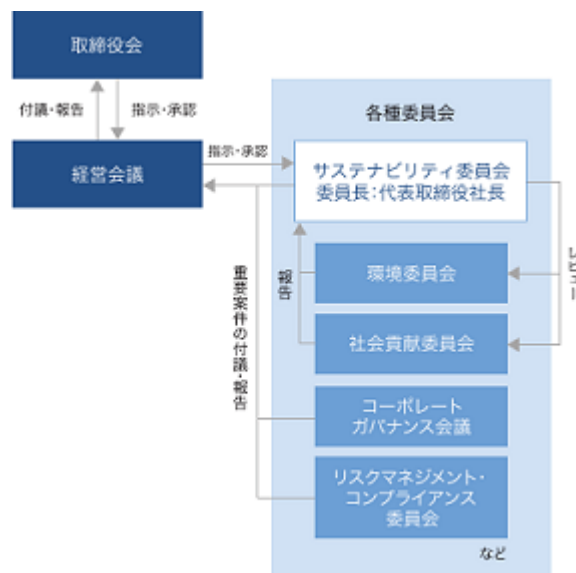 取締役会
付議・報告
指示・承認
各種委員会
経営会議
指示・承認
サステナビリティ委員会
委員長:代表取締役社長
重要案件の付議・報告
報告
レビュー
環境委員会
社会貢献委員会
コーポレート
ガバナンス会議
リスクマネジメント・
コンプライアンス
委員会
など